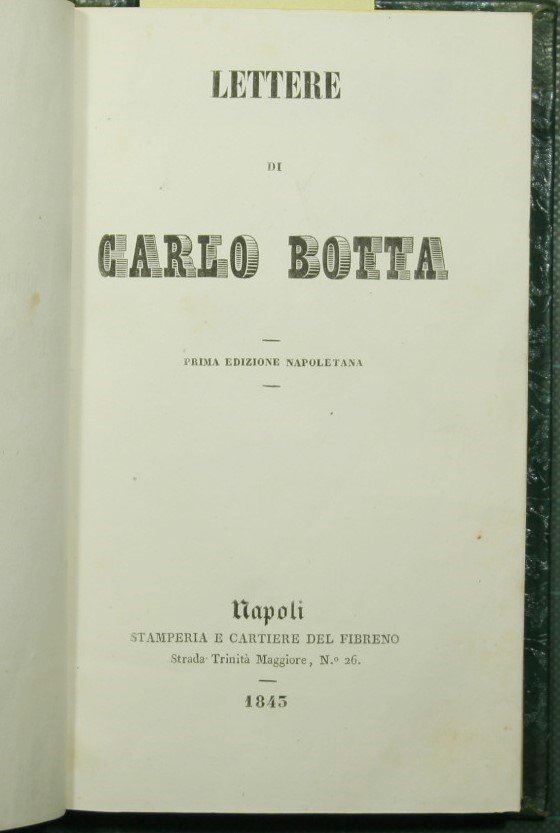 LETTERE
DI
CARLO BOTTA
PRIMA EDIZIONE NAPOLETANA
Napoli
STAMPERIA E CARTIERE DEL FIBRENO
Strada Trinità Maggiore, N.º 26.
1843